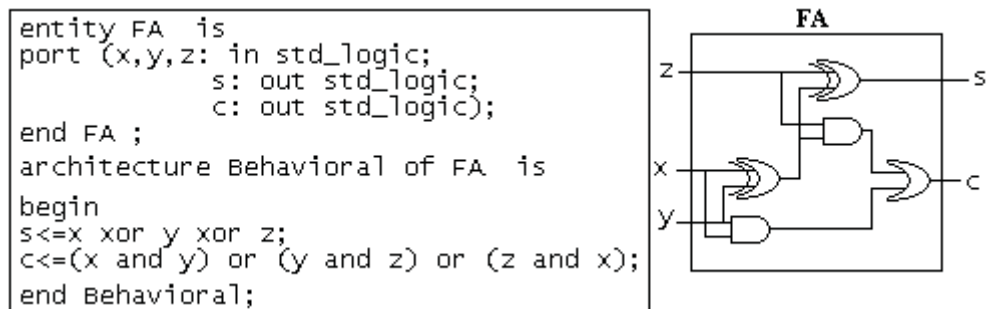 entity FA is
port (x,y,z: in std_logic;
s: out std_logic;
c: out std_logic);
end FA ;
architecture Behavioral of FA is
begin
s<=x xor y xor z;
c<=(x and y) or (y and z) or (z and x);
end Behavioral;
FA
z
s
x
c
y